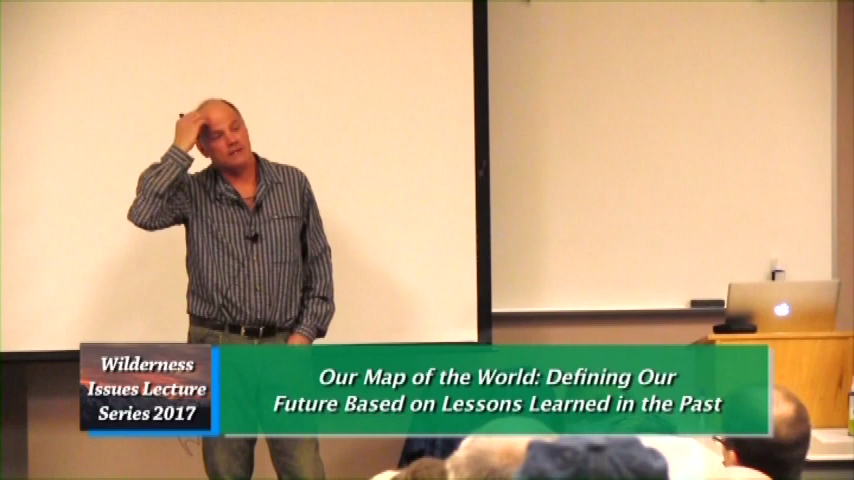 Wilderness
Issues Lecture
Series 2017
Our Map of the World: Defining Our
Future Based on Lessons Learned in the Past